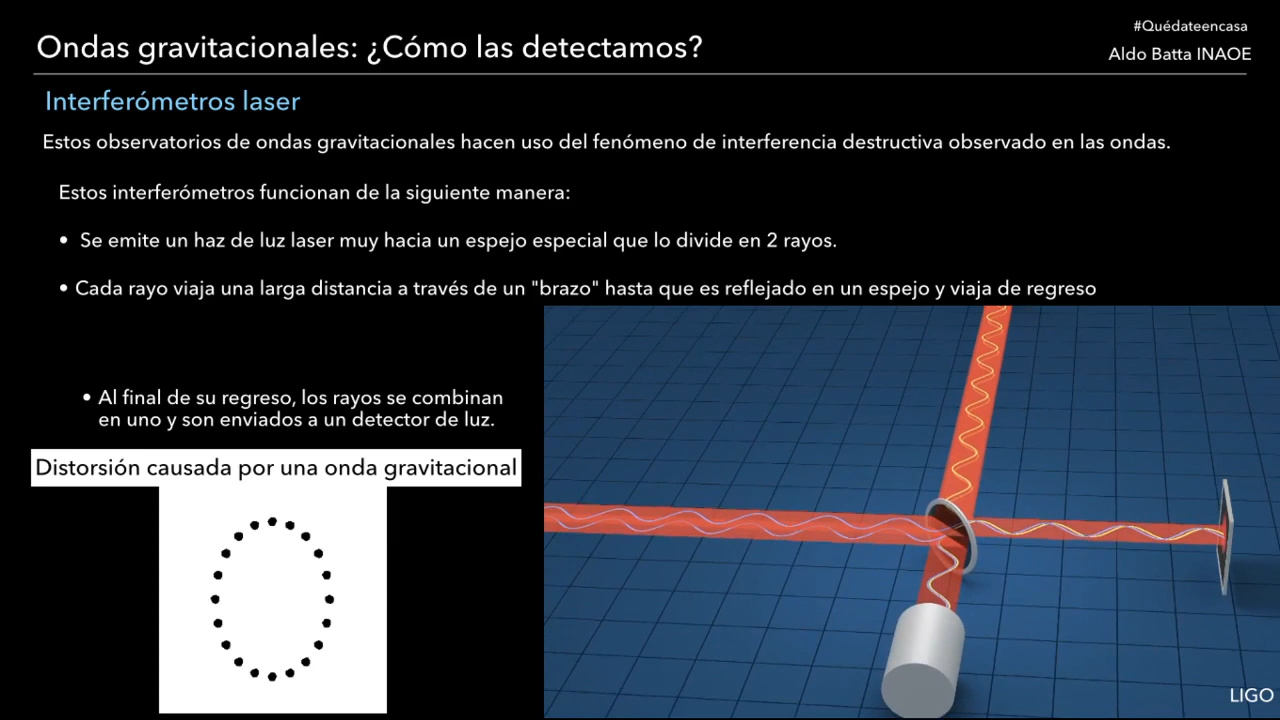 #Quédateencasa
Ondas gravitacionales: ¿Cómo las detectamos?
Aldo Batta INAOE
Interferómetros laser
Estos observatorios de ondas gravitacionales hacen uso del fenómeno de interferencia destructiva observado en las ondas.
Estos interferómetros funcionan de la siguiente manera:
• Se emite un haz de luz laser muy hacia un espejo especial que lo divide en 2 rayos.
• Cada rayo viaja una larga distancia a través de un "brazo" hasta que es reflejado en un espejo y viaja de regreso
• Al final de su regreso, los rayos se combinan
en uno y son enviados a un detector de luz.
Distorsión causada por una onda gravitacional
LIGO